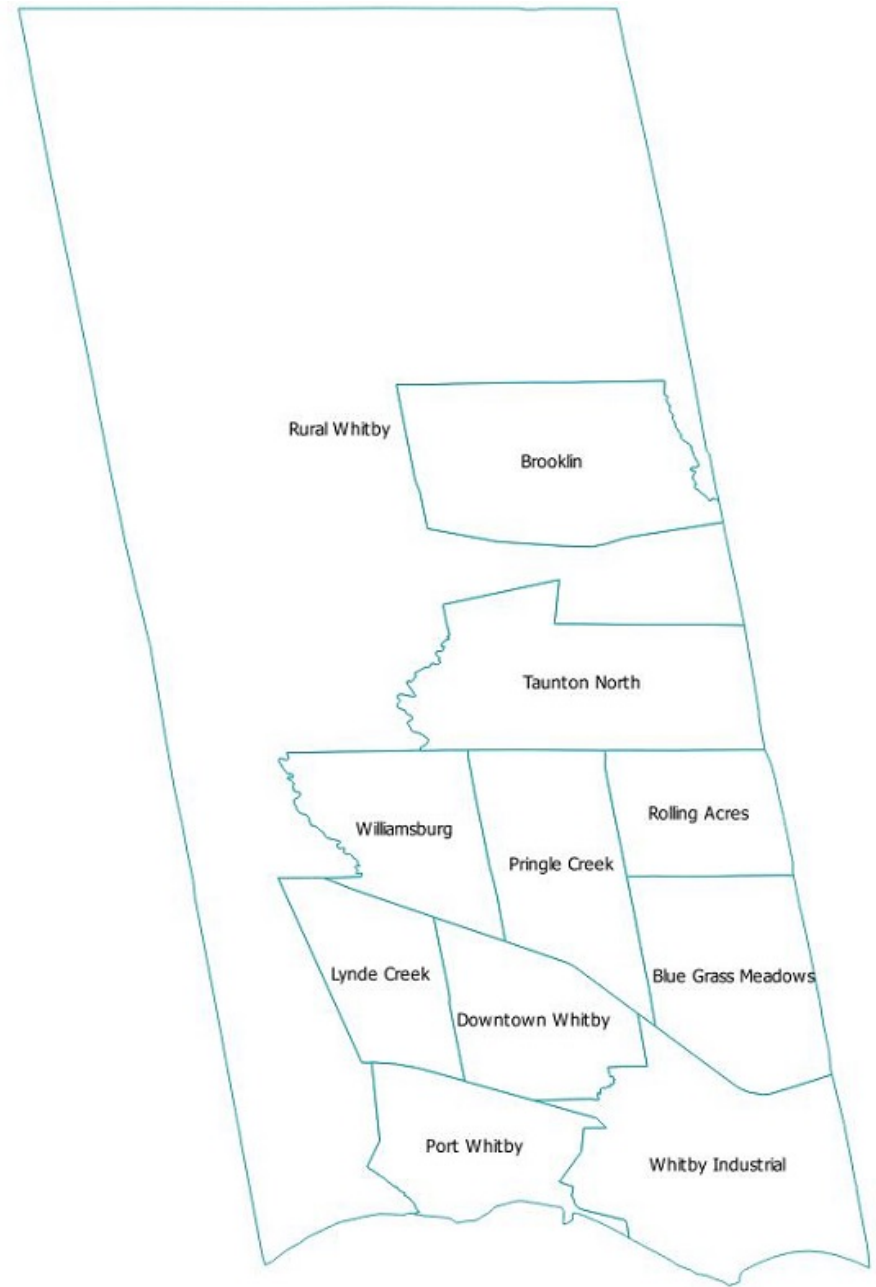 Rural Whitby
Brooklin
Taunton North
Rolling Acres
Williamsburg
Pringle Creek
Lynde Creek
Blue Grass Meadows
Downtown Whitby
Port Whitby
Whitby Industrial